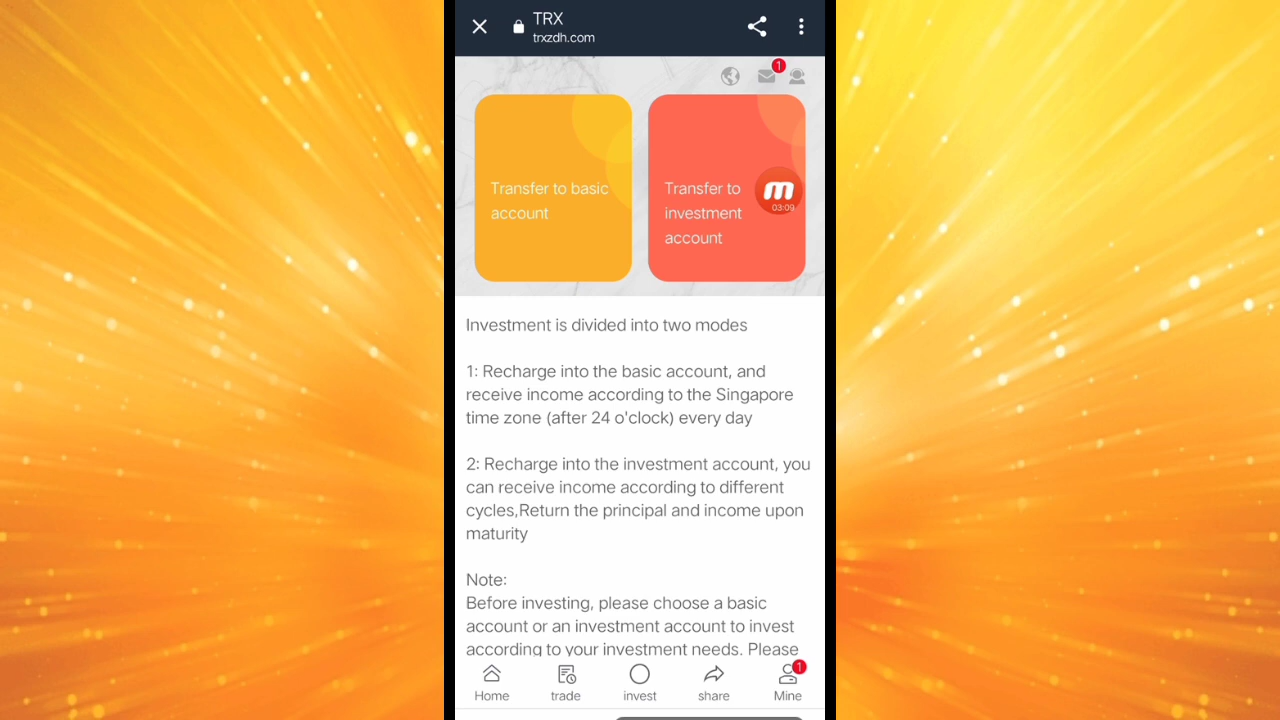 TRX
trxzdh.com
1
Transfer to basic
account
Transfer to
investment
account
m
03:09
Investment is divided into two modes
1: Recharge into the basic account, and
receive income according to the Singapore
time zone (after 24 o'clock) every day
2: Recharge into the investment account, you
can receive income according to different
cycles,Return the principal and income upon
maturity
Note:
Before investing, please choose a basic
account or an investment account to invest
according to your investment needs. Please
1
Home
trade
invest
share
Mine